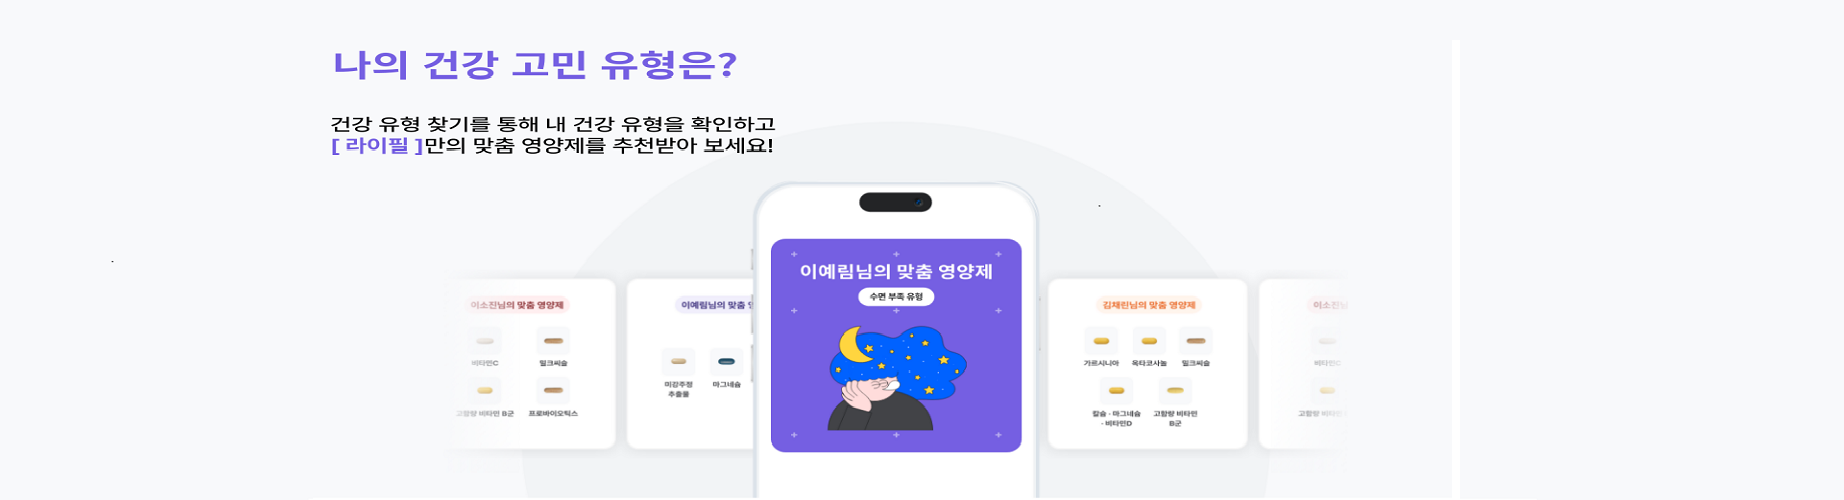 나의 건강 고민 유형은?
건강 유형 찾기를 통해 내 건강 유형을 확인하고
[ 라이필 ]만의 맞춤 영양제를 추천받아 보세요!
이소진님의 맞춤 영양제
비타민C
밀크씨슬
고함량 비타민 B군
프로바이오틱스
이예림님의 맞춤
미강주정
추출물
마그네슘
이예림님의 맞춤 영양제
수면 부족 유형
김채린님의 맞춤 영양제
가르시니아
옥타코사놀
밀크씨슬
칼슘 · 마그네슘
· 비타민D
고함량 비타민
B군
이소진님
비타민C
고함량 비타민